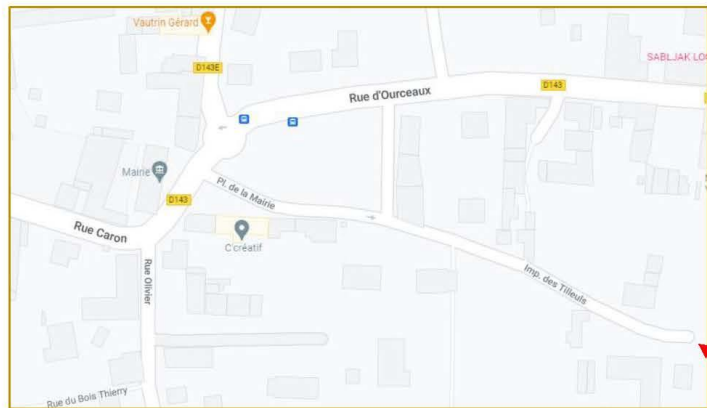 Vautrin Gérard
D143E
SABLJAK LOC
D143
Rue d'Ourceaux
Mairie
Pl. de la Mairie
D143
Rue Caron
C'créatif
Rue Olivier
Imp. des Tilleuls
Rue du Bois Thierry